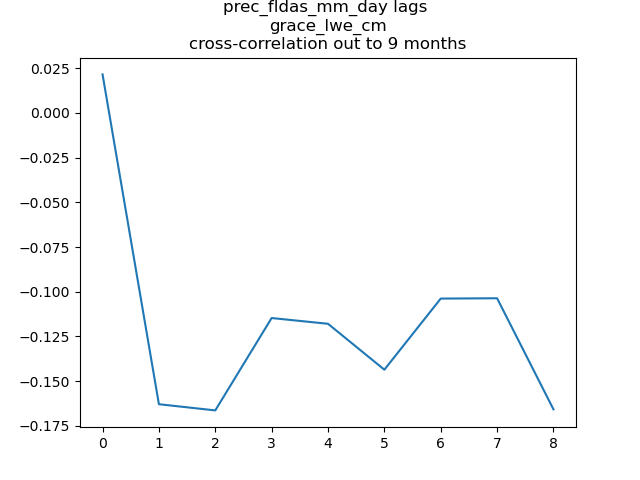 prec_fldas_mm_day lags
grace_lwe_cm
cross-correlation out to 9 months
0.025
0.000
−0.025
−0.050
−0.075
−0.100
−0.125
−0.150
−0.175
0 1 2 3 4 5 6 7 8